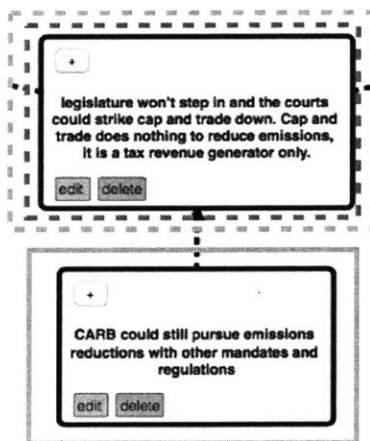 +
legislature won't step in and the courts
could strike cap and trade down. Cap and
trade does nothing to reduce emissions,
it is a tax revenue generator only.
edit delete
+
CARB could still pursue emissions
reductions with other mandates and
regulations
edit delete